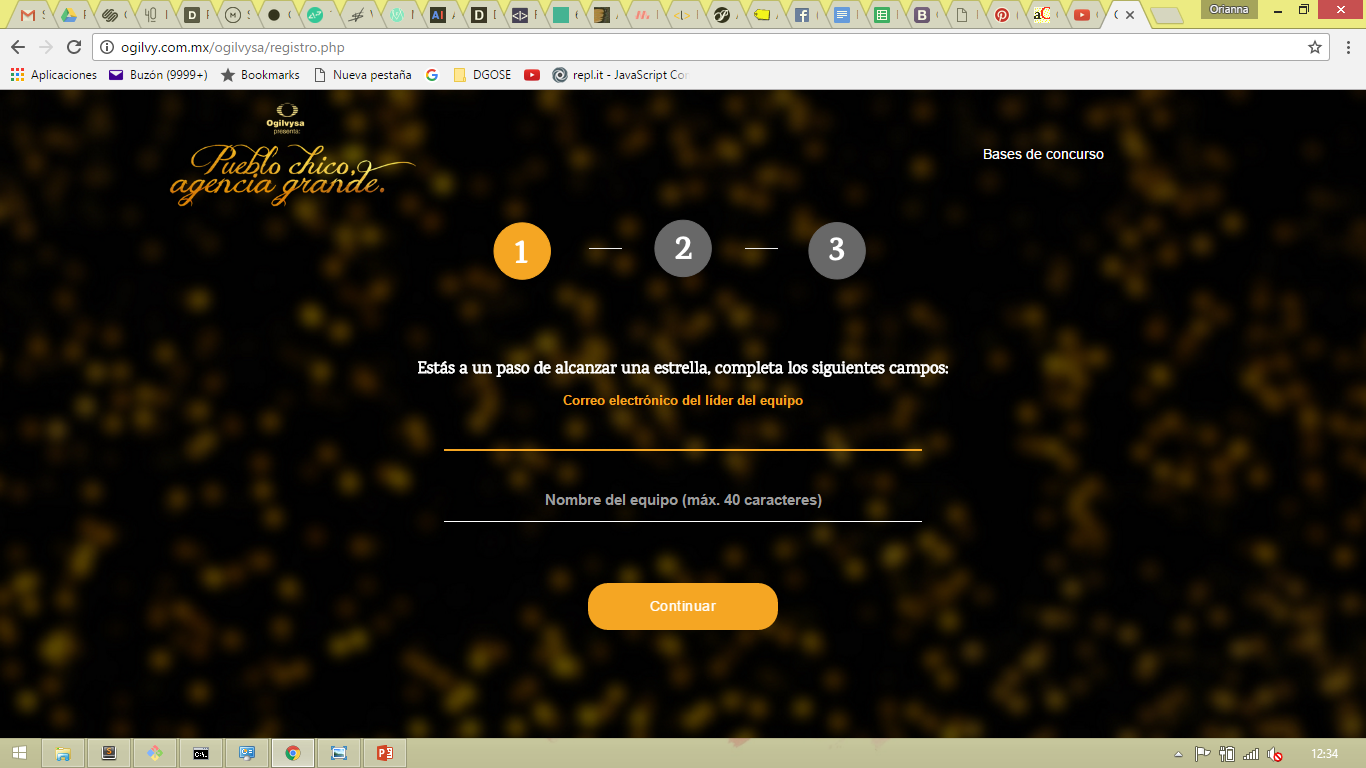 Orianna
ogilvy.com.mx/ogilvysa/registro.php
Aplicaciones
Buzón (9999+)
Bookmarks
Nueva pestaña
DGOSE
repl.it - JavaScript Co
Ogilvysa
presenta:
Pueblo chico,
agencia grande.
Bases de concurso
1
2
3
Estás a un paso de alcanzar una estrella, completa los siguientes campos:
Correo electrónico del líder del equipo
Nombre del equipo (máx. 40 caracteres)
Continuar
12:34